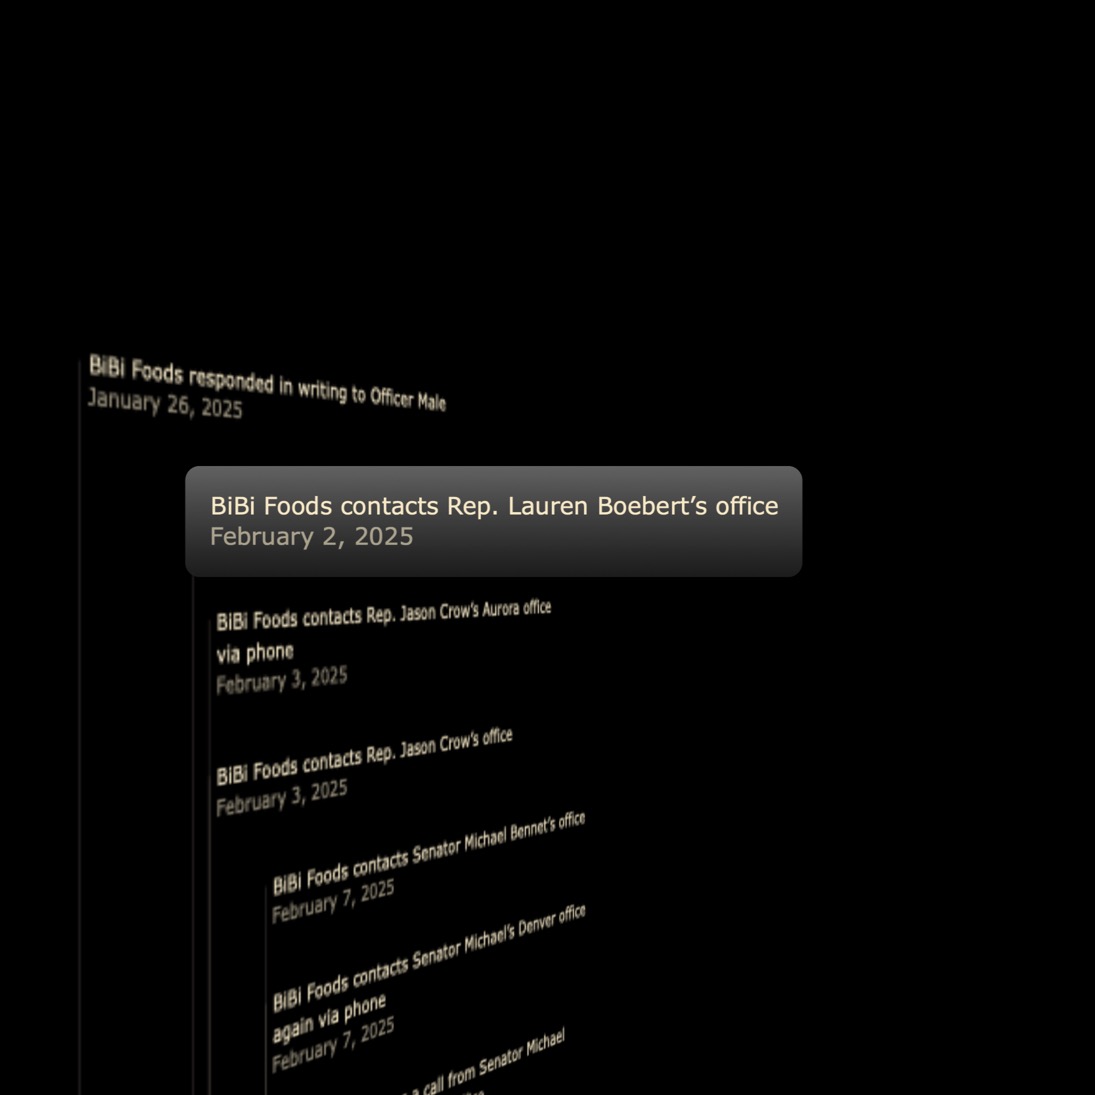 BiBi Foods responded in writing to Officer Male
January 26, 2025
BiBi Foods contacts Rep. Lauren Boebert’s office
February 2, 2025
BiBi Foods contacts Rep. Jason Crow’s Aurora office
via phone
February 3, 2025
BiBi Foods contacts Rep. Jason Crow’s office
February 3, 2025
BiBi Foods contacts Senator Michael Bennet’s office
February 7, 2025
BiBi Foods contacts Senator Michael’s Denver office
again via phone
February 7, 2025
a call from Senator Michael